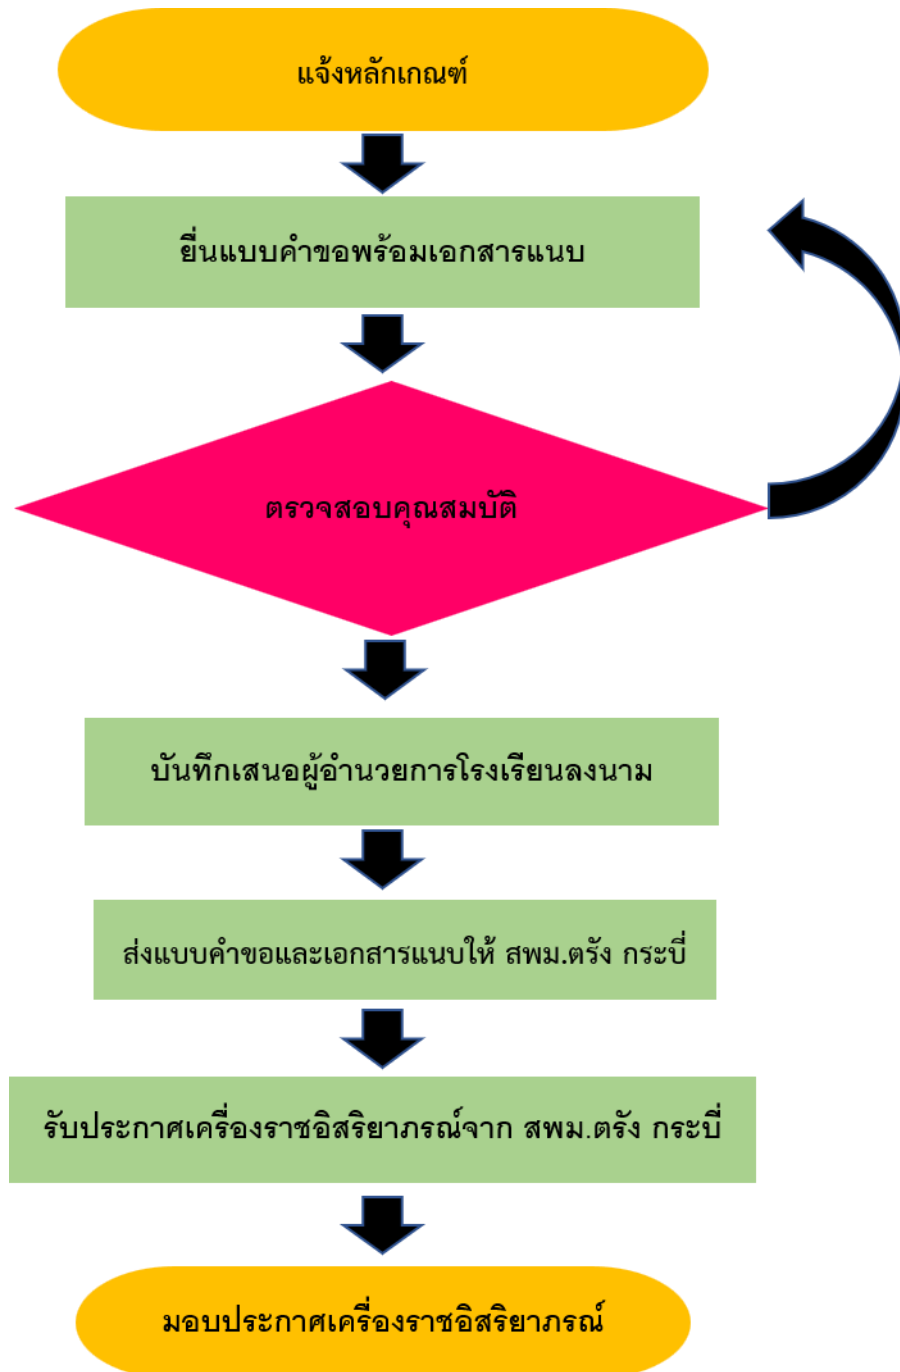 แจ้งหลักเกณฑ์
ยื่นแบบคำขอพร้อมเอกสารแนบ
ตรวจสอบคุณสมบัติ
บันทึกเสนอผู้อำนวยการโรงเรียนลงนาม
ส่งแบบคำขอและเอกสารแนบให้ สพม.ตรัง กระบี่
รับประกาศเครื่องราชอิสริยาภรณ์จาก สพม.ตรัง กระบี่
มอบประกาศเครื่องราชอิสริยาภรณ์